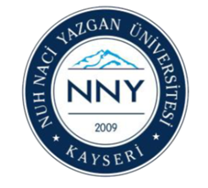 NUH NACİ YAZGAN ÜNİVERSİTESİ
NNY
2009
KAYSERİ